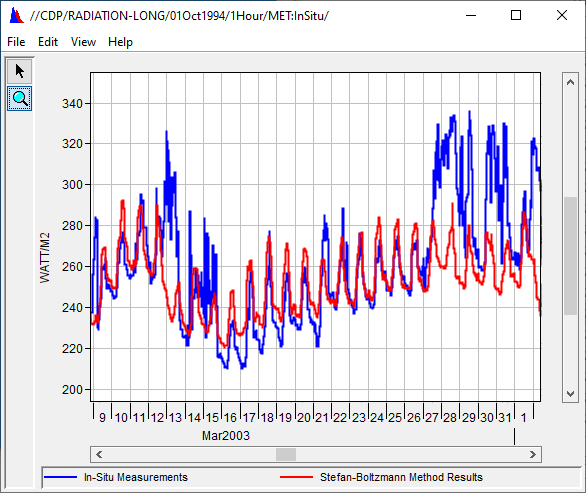 //CDP/RADIATION-LONG/01Oct1994/1Hour/MET:InSitu/
File Edit View Help
340
320
300
280
260
240
220
200
WATT/M2
9 10 11 12 13 14 15 16 17 18 19 20 21 22 23 24 25 26 27 28 29 30 31 1
Mar2003
In-Situ Measurements Stefan-Boltzmann Method Results